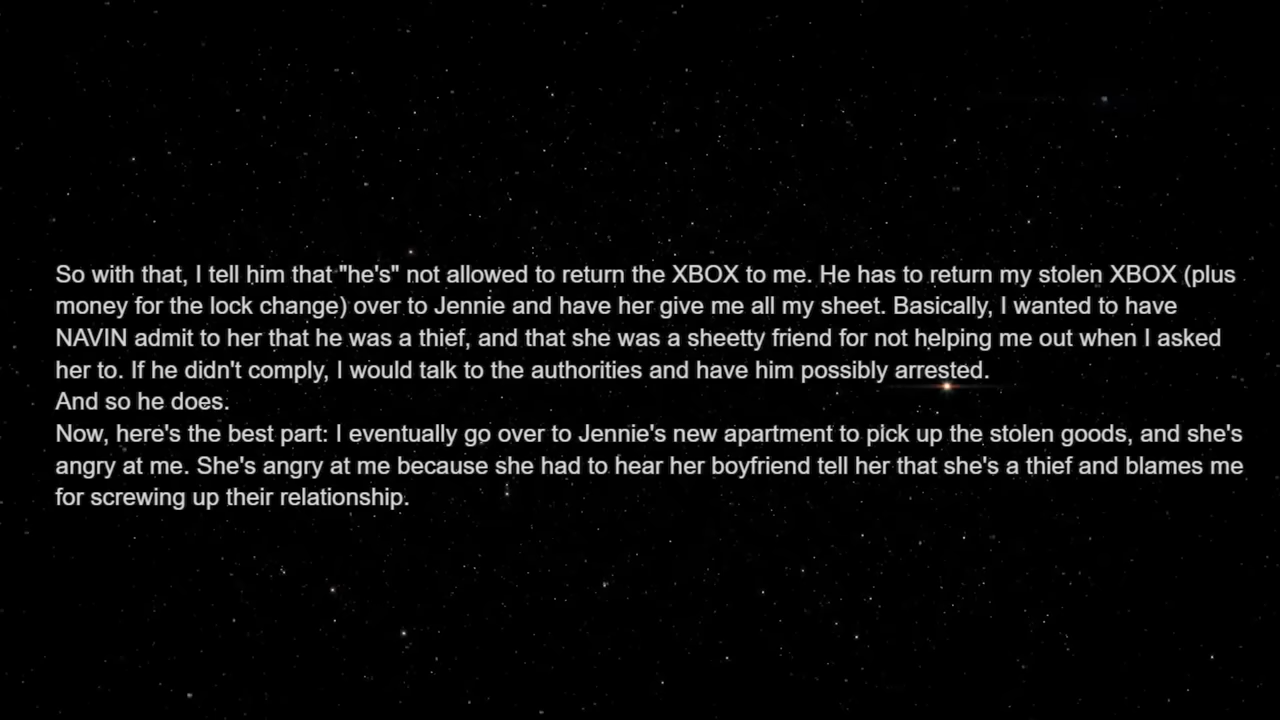 So with that, I tell him that "he's" not allowed to return the XBOX to me. He has to return my stolen XBOX (plus
money for the lock change) over to Jennie and have her give me all my sheet. Basically, I wanted to have
NAVIN admit to her that he was a thief, and that she was a sheetty friend for not helping me out when I asked
her to. If he didn't comply, I would talk to the authorities and have him possibly arrested.
And so he does.
Now, here's the best part: I eventually go over to Jennie's new apartment to pick up the stolen goods, and she's
angry at me. She's angry at me because she had to hear her boyfriend tell her that she's a thief and blames me
for screwing up their relationship.